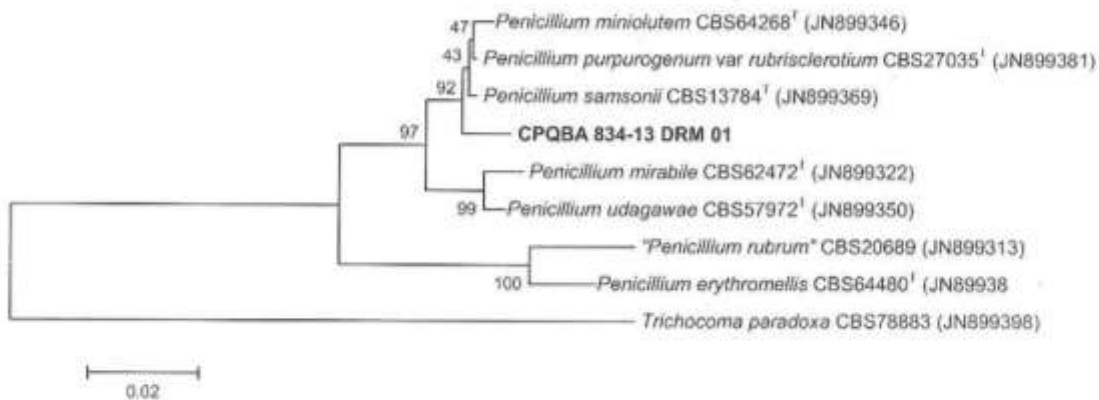 47
Penicillium miniolutem CBS64268ᵗ (JN899346)
43
Penicillium purpurogenum var rubrisclerotium CBS27035ᵗ (JN899381)
92
Penicillium samsonii CBS13784ᵀ (JN899369)
97
CPQBA 834-13 DRM 01
Penicillium mirabile CBS62472ᵗ (JN899322)
99
Penicillium udagawae CBS57972ᵗ (JN899350)
"Penicillium rubrum" CBS20689 (JN899313)
100
Penicillium erythromellis CBS64480ᵗ (JN89938
Trichocoma paradoxa CBS78883 (JN899398)
0.02